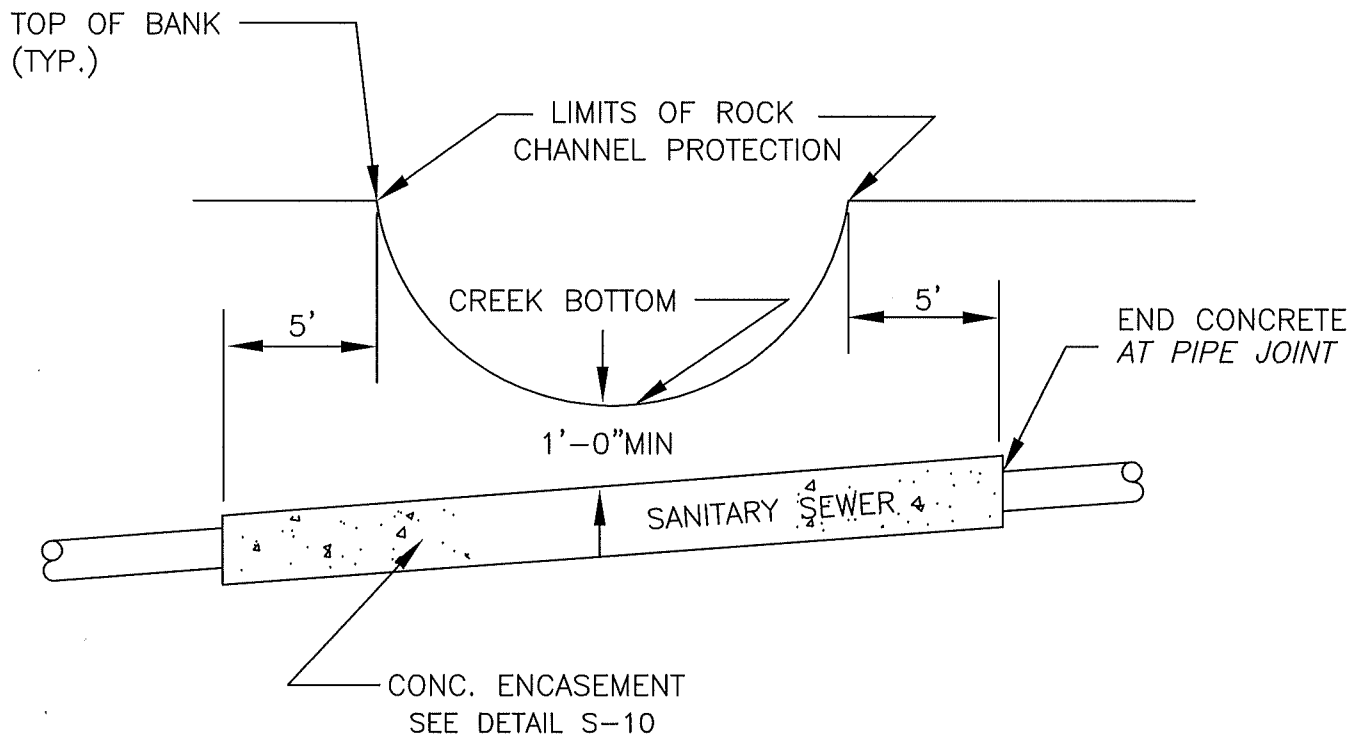 TOP OF BANK
(TYP.)
LIMITS OF ROCK
CHANNEL PROTECTION
CREEK BOTTOM
5'
5'
END CONCRETE
AT PIPE JOINT
1'-0"MIN
SANITARY SEWER
CONC. ENCASEMENT
SEE DETAIL S-10